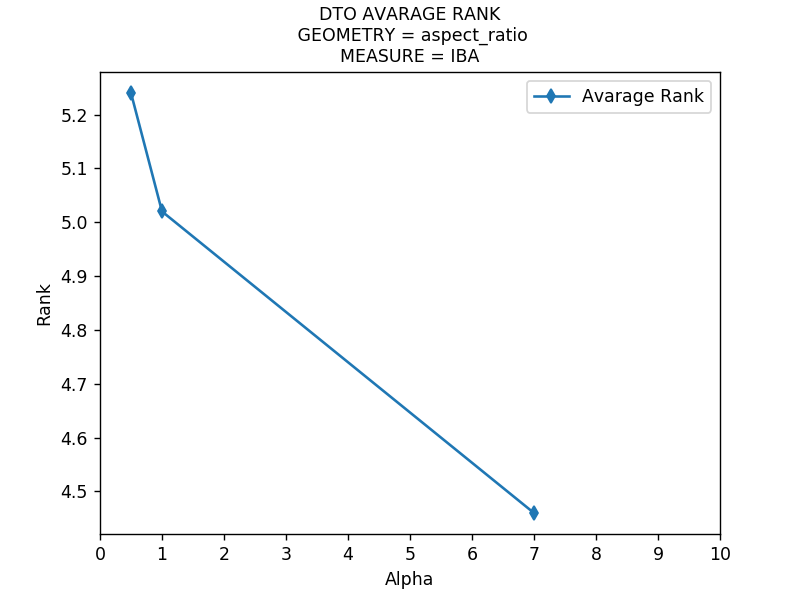 DTO AVARAGE RANK
GEOMETRY = aspect_ratio
MEASURE = IBA
Avarage Rank
5.2
5.1
5.0
4.9
4.8
4.7
4.6
4.5
Rank
0 1 2 3 4 5 6 7 8 9 10
Alpha